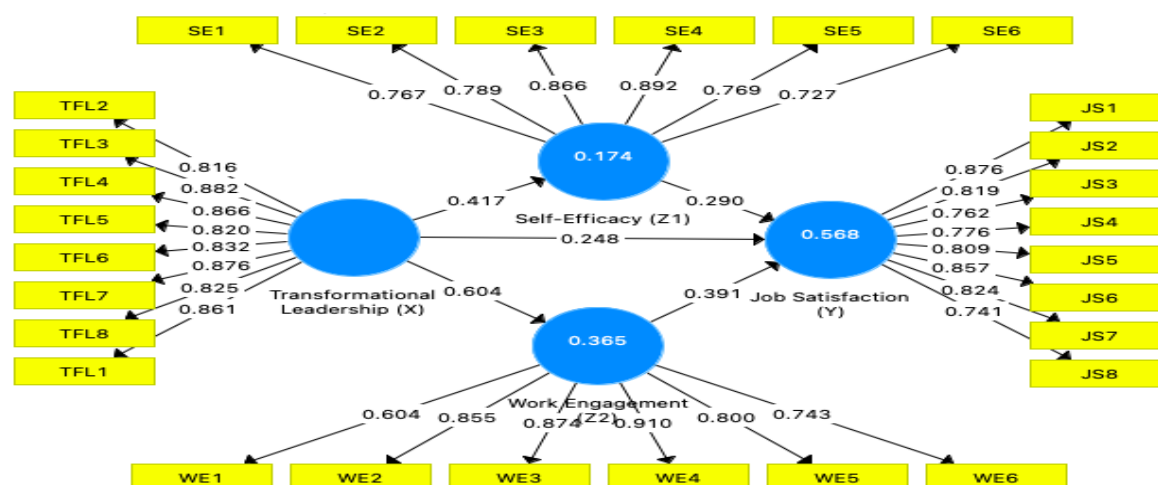 SE1 SE2 SE3 SE4 SE5 SE6
0.767 0.789 0.866 0.892 0.769 0.727
TFL2
TFL3
TFL4
TFL5
TFL6
TFL7
TFL8
TFL1
0.816
0.882
0.866
0.820
0.832
0.876
0.825
0.861
0.174
0.417
0.290
Self-Efficacy (Z1)
0.248
0.568
Transformational
Leadership (X)
0.604
0.391
Job Satisfaction
(Y)
0.365
Work Engagement
(Z2)
JS1
JS2
JS3
JS4
JS5
JS6
JS7
JS8
0.876
0.819
0.762
0.776
0.809
0.857
0.824
0.741
0.604 0.855 0.874 0.910 0.800 0.743
WE1 WE2 WE3 WE4 WE5 WE6